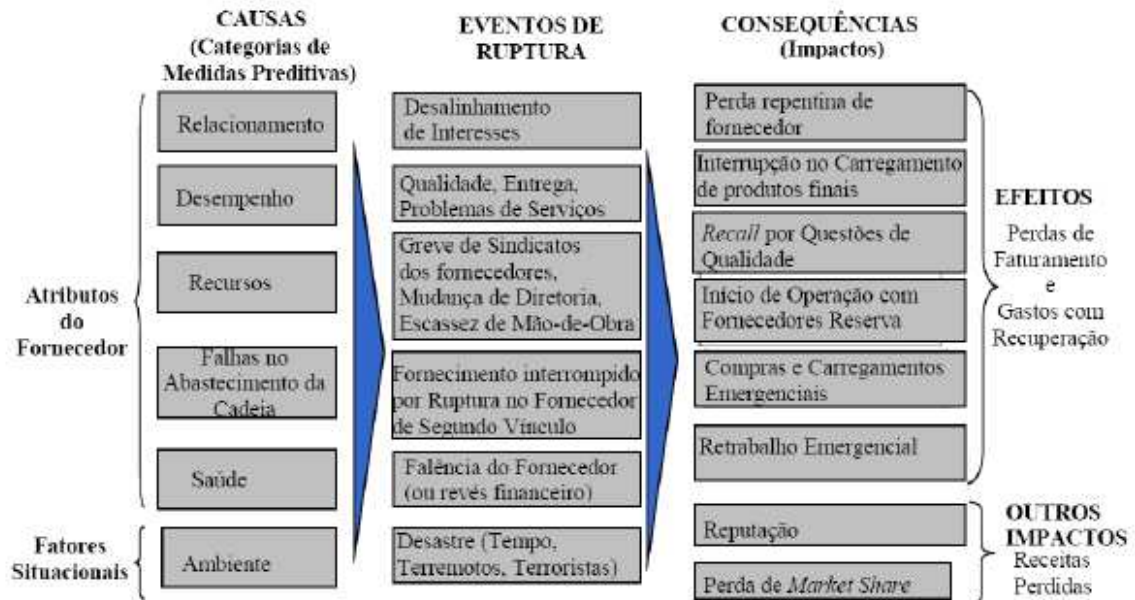 CAUSAS
(Categorias de
Medidas Preditivas)
EVENTOS DE
RUPTURA
CONSEQUÊNCIAS
(Impactos)
Atributos
do
Fornecedor
Fatores
Situacionais
Relacionamento
Desempenho
Recursos
Falhas no
Abastecimento da
Cadeia
Saúde
Ambiente
Desalinhamento
de Interesses
Qualidade, Entrega,
Problemas de Serviços
Greve de Sindicatos
dos fornecedores,
Mudança de Diretoria,
Escassez de Mão-de-Obra
Fornecimento interrompido
por Ruptura no Fornecedor
de Segundo Vínculo
Falência do Fornecedor
(ou revés financeiro)
Desastre (Tempo,
Terremotos, Terroristas)
Perda repentina de
fornecedor
Interrupção no Carregamento
de produtos finais
Recall por Questões de
Qualidade
Início de Operação com
Fornecedores Reserva
Compras e Carregamentos
Emergenciais
Retrabalho Emergencial
Reputação
Perda de Market Share
EFEITOS
Perdas de
Faturamento
e
Gastos com
Recuperação
OUTROS
IMPACTOS
Receitas
Perdidas